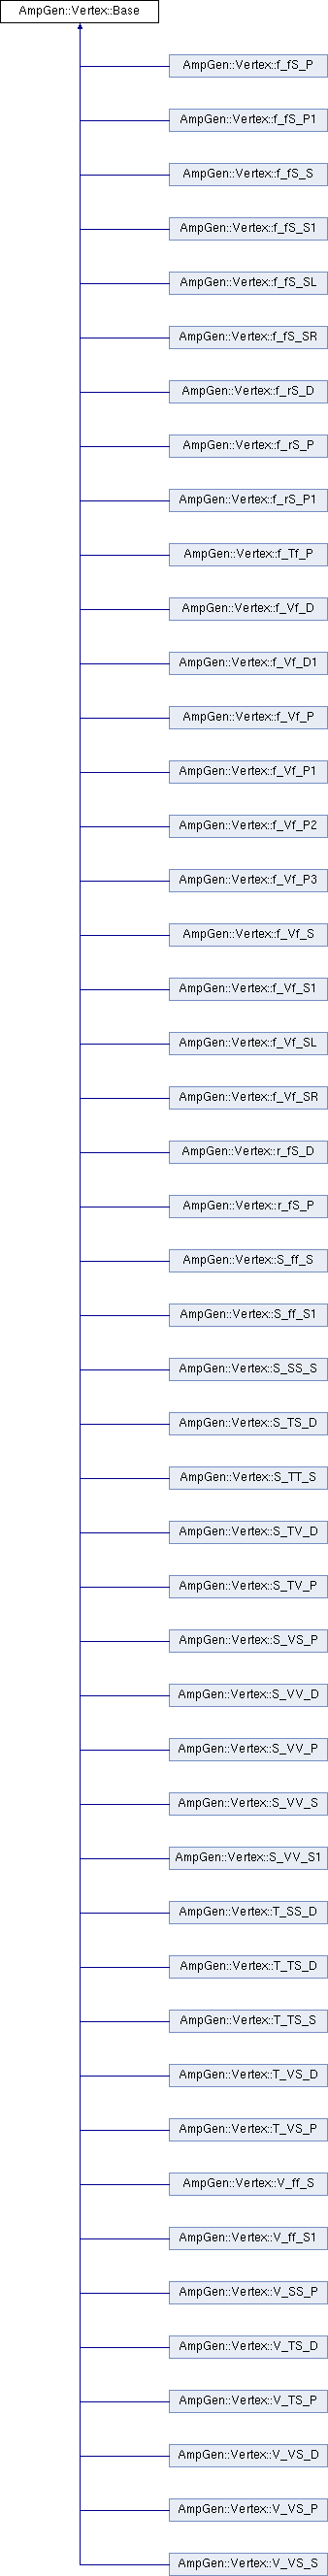 AmpGen::Vertex::Base
AmpGen::Vertex::f_fS_P
AmpGen::Vertex::f_fS_P1
AmpGen::Vertex::f_fS_S
AmpGen::Vertex::f_fS_S1
AmpGen::Vertex::f_fS_SL
AmpGen::Vertex::f_fS_SR
AmpGen::Vertex::f_rS_D
AmpGen::Vertex::f_rS_P
AmpGen::Vertex::f_rS_P1
AmpGen::Vertex::f_Tf_P
AmpGen::Vertex::f_Vf_D
AmpGen::Vertex::f_Vf_D1
AmpGen::Vertex::f_Vf_P
AmpGen::Vertex::f_Vf_P1
AmpGen::Vertex::f_Vf_P2
AmpGen::Vertex::f_Vf_P3
AmpGen::Vertex::f_Vf_S
AmpGen::Vertex::f_Vf_S1
AmpGen::Vertex::f_Vf_SL
AmpGen::Vertex::f_Vf_SR
AmpGen::Vertex::r_fS_D
AmpGen::Vertex::r_fS_P
AmpGen::Vertex::S_ff_S
AmpGen::Vertex::S_ff_S1
AmpGen::Vertex::S_SS_S
AmpGen::Vertex::S_TS_D
AmpGen::Vertex::S_TT_S
AmpGen::Vertex::S_TV_D
AmpGen::Vertex::S_TV_P
AmpGen::Vertex::S_VS_P
AmpGen::Vertex::S_VV_D
AmpGen::Vertex::S_VV_P
AmpGen::Vertex::S_VV_S
AmpGen::Vertex::S_VV_S1
AmpGen::Vertex::T_SS_D
AmpGen::Vertex::T_TS_D
AmpGen::Vertex::T_TS_S
AmpGen::Vertex::T_VS_D
AmpGen::Vertex::T_VS_P
AmpGen::Vertex::V_ff_S
AmpGen::Vertex::V_ff_S1
AmpGen::Vertex::V_SS_P
AmpGen::Vertex::V_TS_D
AmpGen::Vertex::V_TS_P
AmpGen::Vertex::V_VS_D
AmpGen::Vertex::V_VS_P
AmpGen::Vertex::V_VS_S